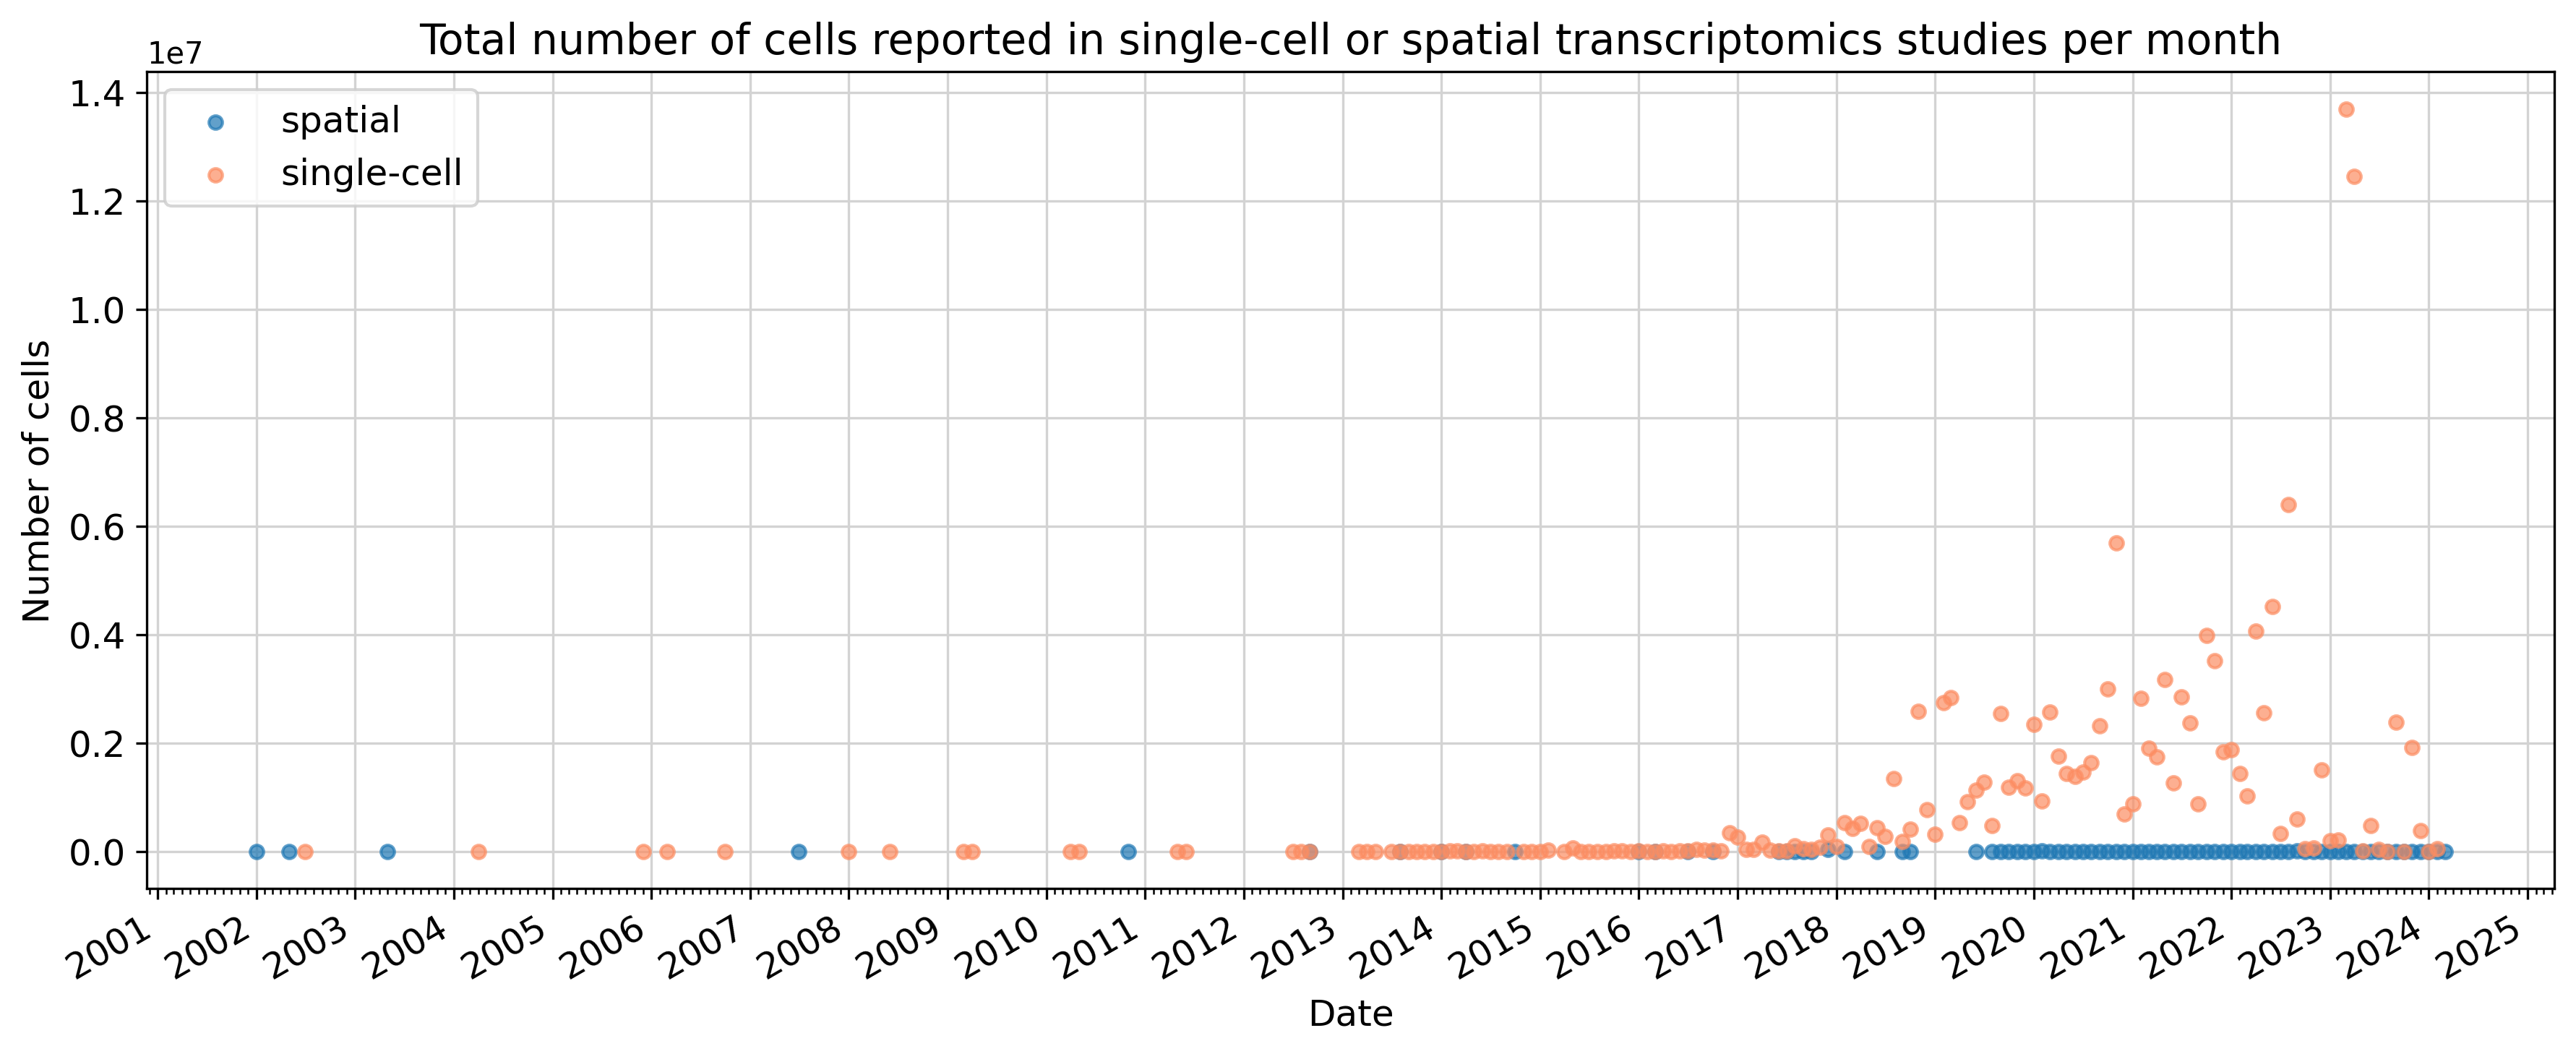 Total number of cells reported in single-cell or spatial transcriptomics studies per month
1e7
1.4
1.2
1.0
0.8
0.6
0.4
0.2
0.0
Number of cells
spatial
single-cell
2001 2002 2003 2004 2005 2006 2007 2008 2009 2010 2011 2012 2013 2014 2015 2016 2017 2018 2019 2020 2021 2022 2023 2024 2025
Date